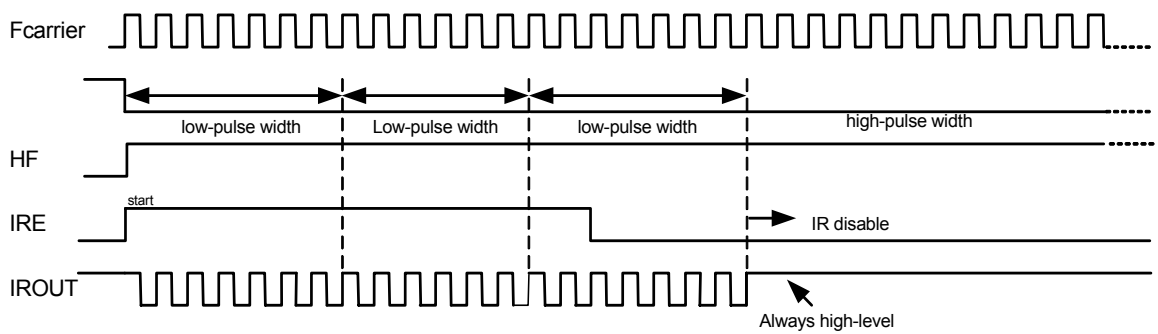 Fcarrier
low-pulse width
Low-pulse width
low-pulse width
high-pulse width
HF
start
IRE
IR disable
IROUT
Always high-level